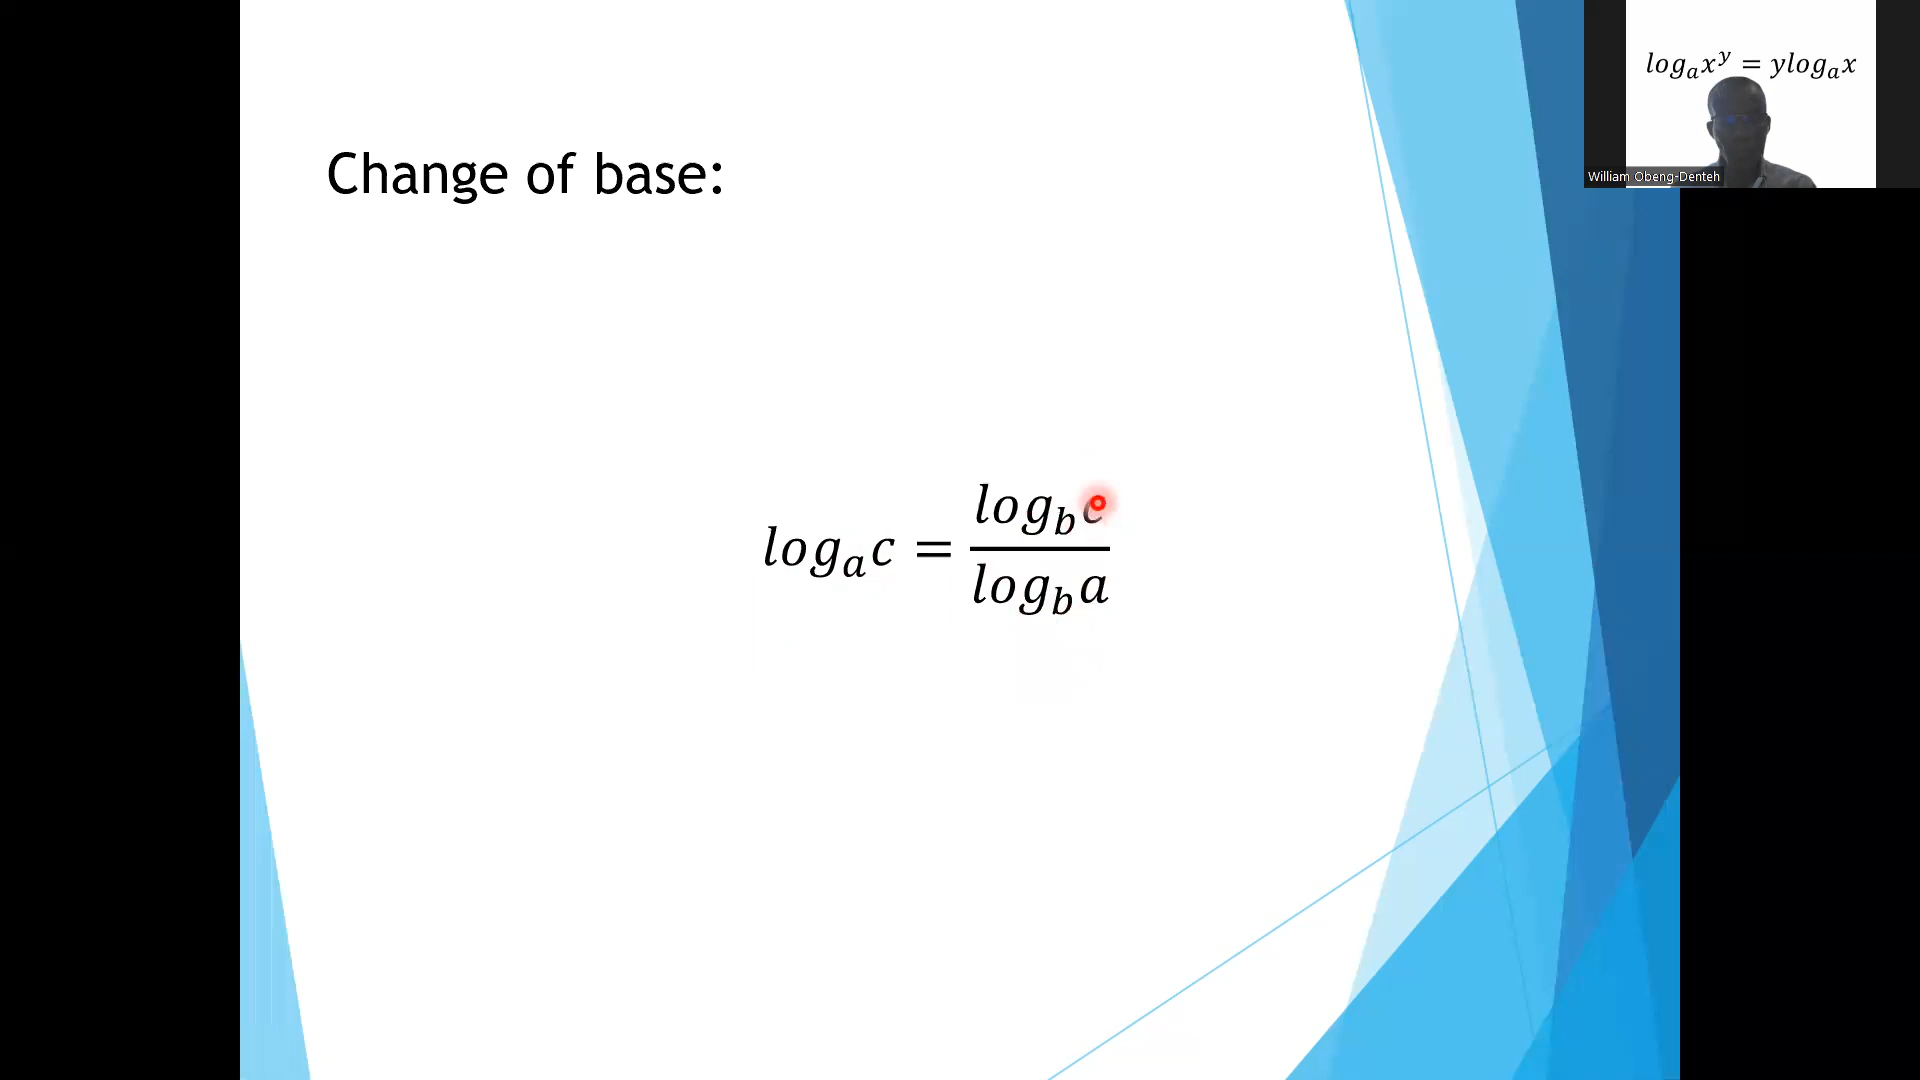 Change of base:
log_a c = log_b c / log_b a
log_a x^y = ylog_a x
William Obeng-Denteh